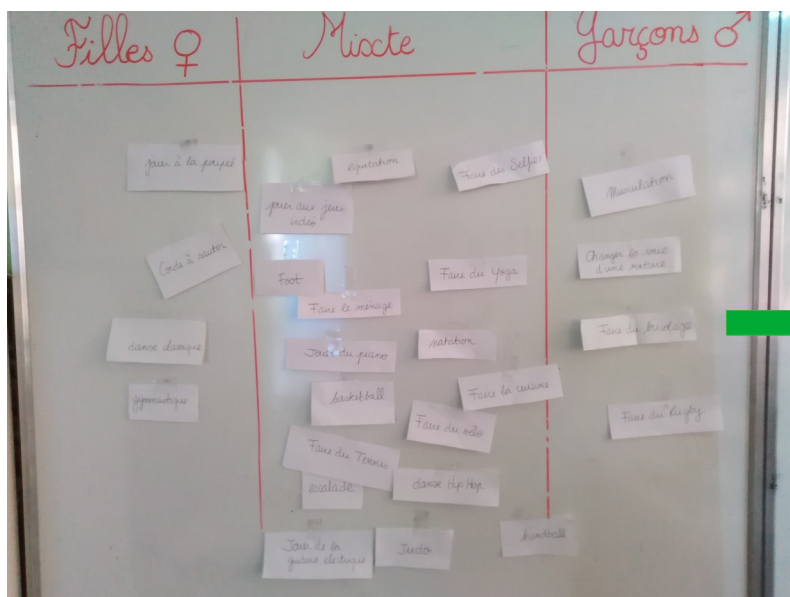 Filles ♀
Mixte
Garçons ♂
jouer à la poupée
Corde à sauter
danse classique
gymnastique
équitation
Faire des Selfies
jouer aux jeux
vidéo
Foot
Faire du Yoga
Faire le ménage
Jouer du piano
natation
basketball
Faire la cuisine
Faire du vélo
Faire du Tennis
escalade
danse Hip Hop
Jouer de la
guitare électrique
Judo
handball
Musculation
Changer la roue
d'une voiture
Faire du bricolage
Faire du Rugby